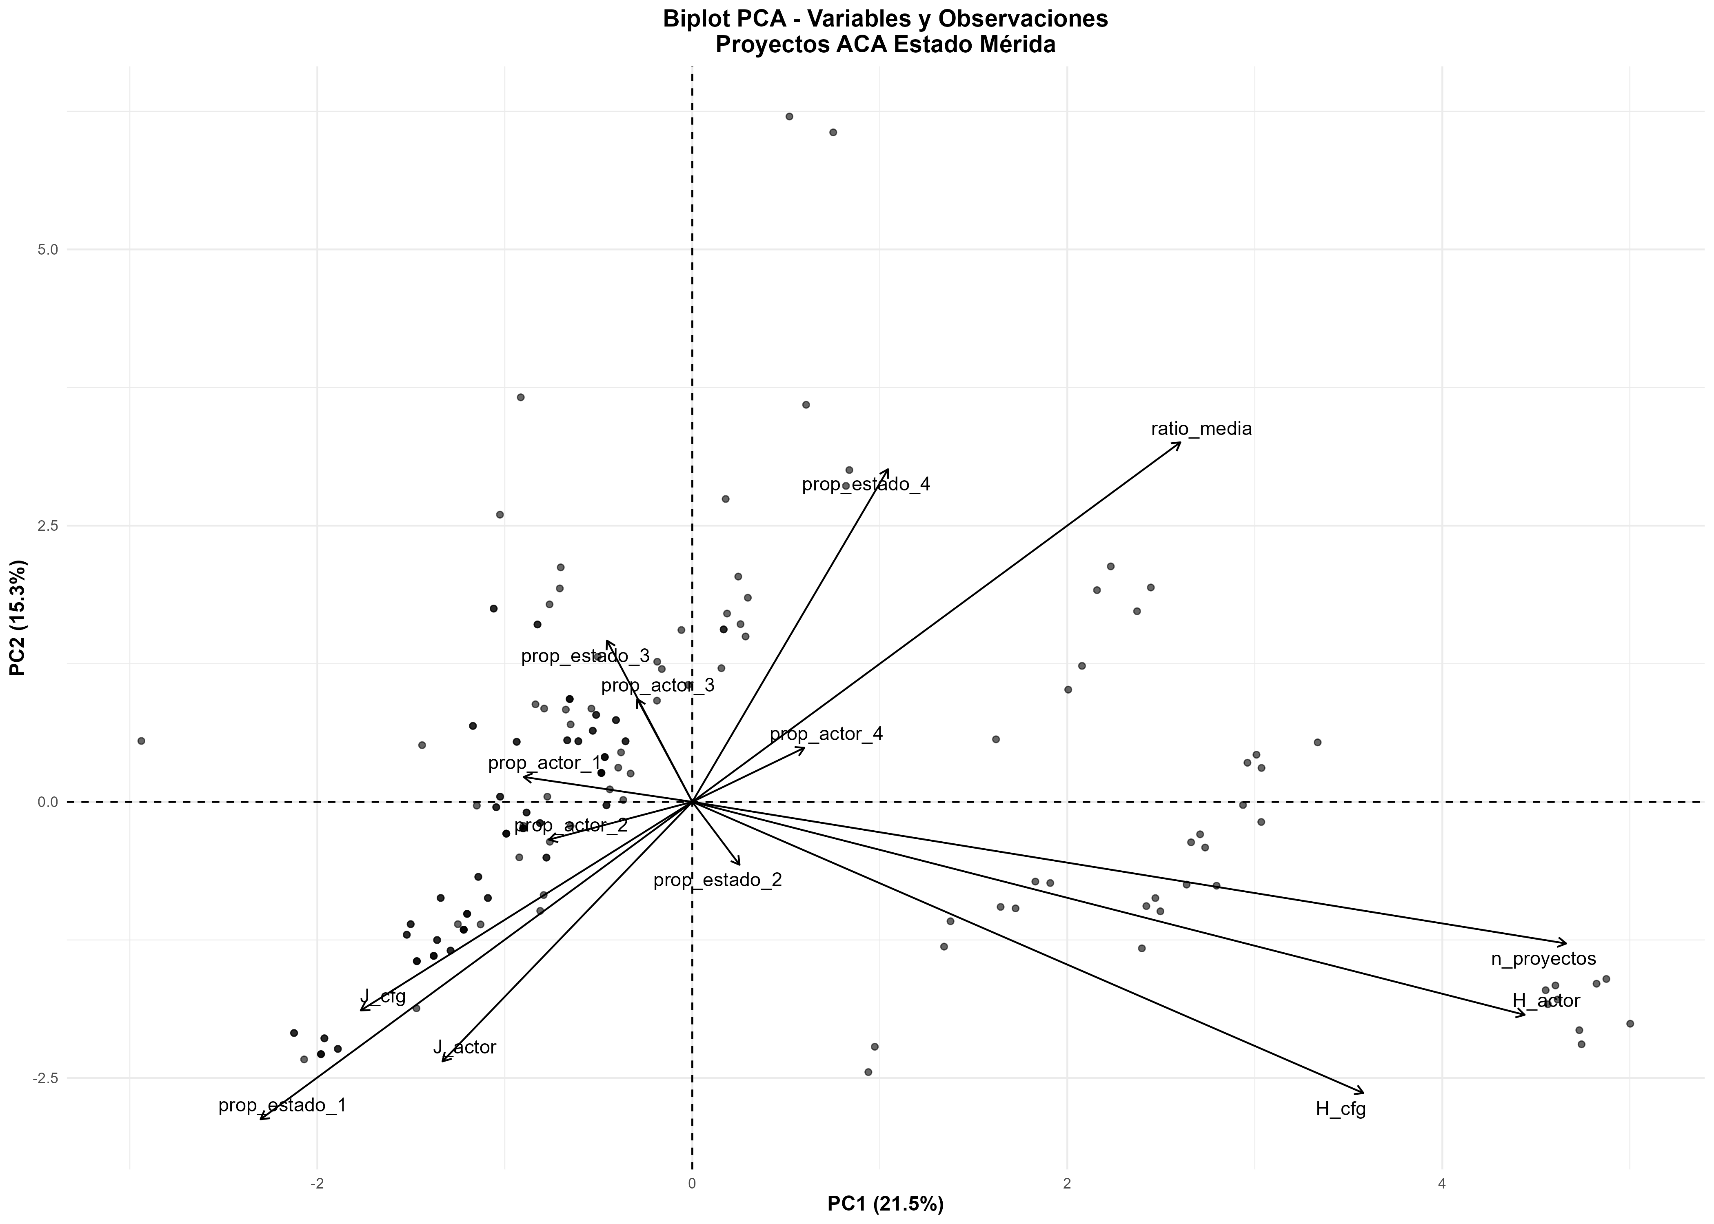 Biplot PCA - Variables y Observaciones
Proyectos ACA Estado Mérida
5.0
ratio_media
prop_estado_4
2.5
PC2 (15.3%)
prop_estado_3
prop_actor_3
prop_actor_4
prop_actor_1
0.0
prop_actor_2
prop_estado_2
n_proyectos
J_cfg
H_actor
J_actor
-2.5
prop_estado_1
H_cfg
-2
0
2
4
PC1 (21.5%)